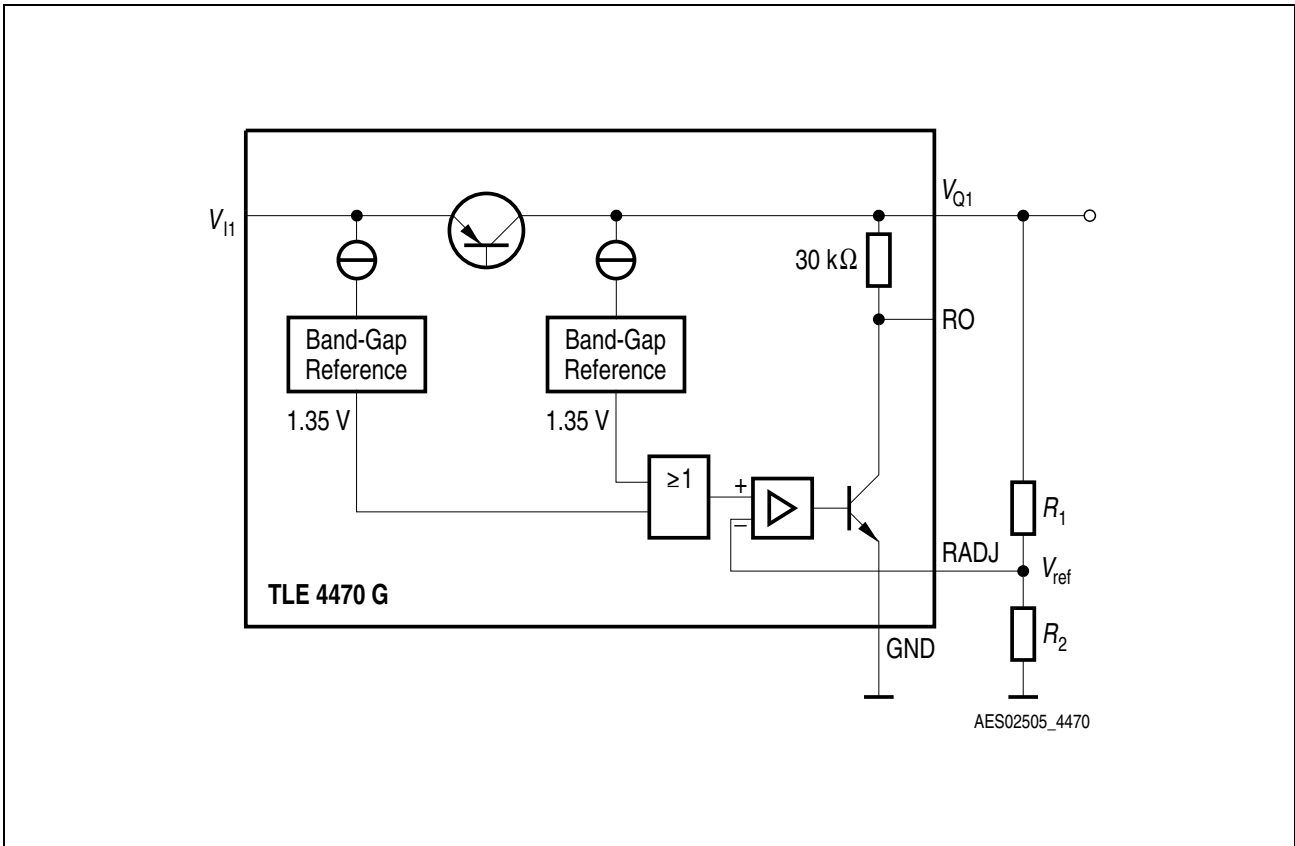 V_Q1
V_I1
30 kΩ
RO
Band-Gap
Reference
Band-Gap
Reference
1.35 V
1.35 V
≥1
+
–
R_1
RADJ
V_ref
TLE 4470 G
R_2
GND
AES02505_4470